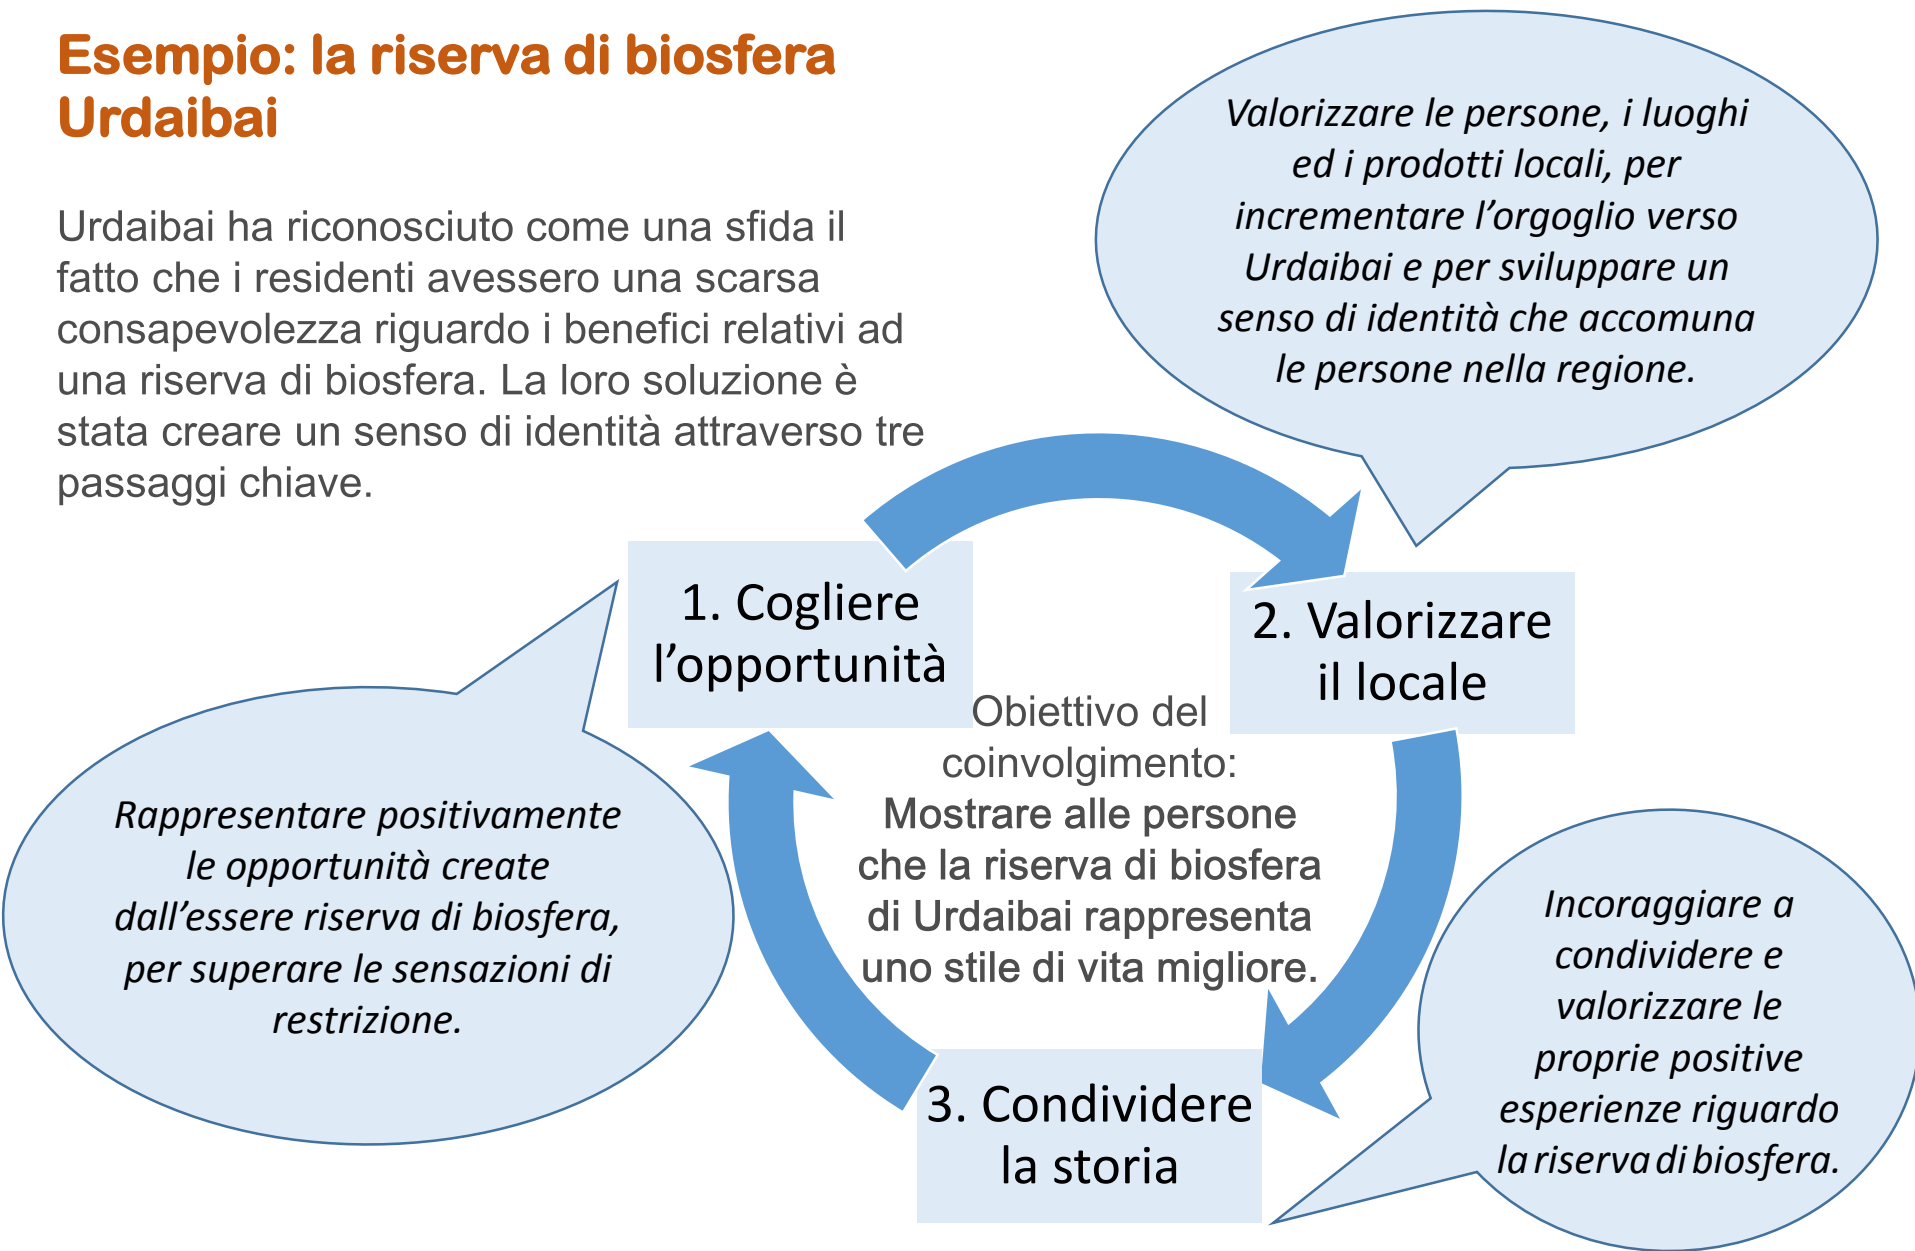 Esempio: la riserva di biosfera
Urdaibai
Urdaibai ha riconosciuto come una sfida il
fatto che i residenti avessero una scarsa
consapevolezza riguardo i benefici relativi ad
una riserva di biosfera. La loro soluzione è
stata creare un senso di identità attraverso tre
passaggi chiave.
Valorizzare le persone, i luoghi
ed i prodotti locali, per
incrementare l’orgoglio verso
Urdaibai e per sviluppare un
senso di identità che accomuna
le persone nella regione.
1. Cogliere
l’opportunità
2. Valorizzare
il locale
Obiettivo del
coinvolgimento:
Mostrare alle persone
che la riserva di biosfera
di Urdaibai rappresenta
uno stile di vita migliore.
Rappresentare positivamente
le opportunità create
dall’essere riserva di biosfera,
per superare le sensazioni di
restrizione.
Incoraggiare a
condividere e
valorizzare le
proprie positive
esperienze riguardo
la riserva di biosfera.
3. Condividere
la storia